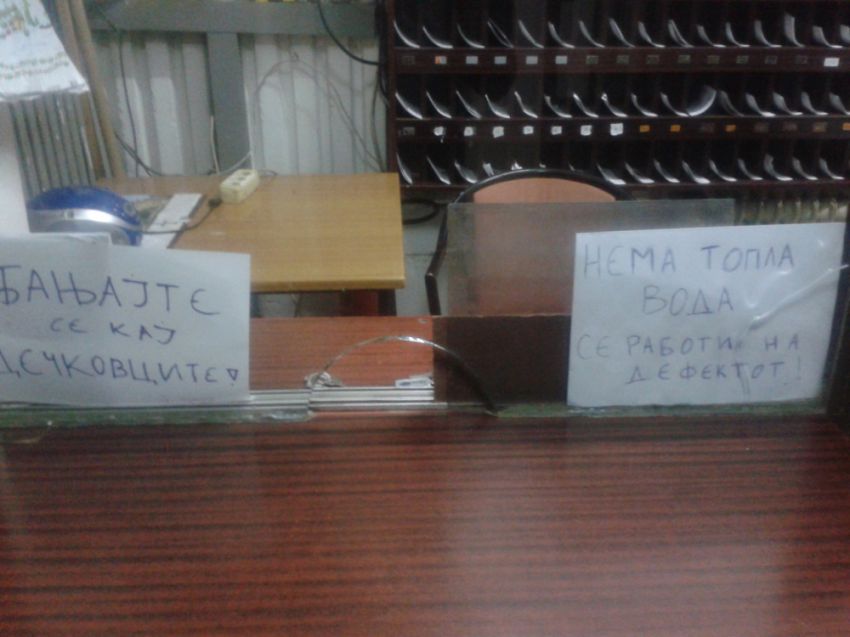 БАЊАЈТЕ
СЕ КАЈ
ДЕЧКОВЦИТЕ!
НЕМА ТОПЛА
ВОДА
СЕ РАБОТИ НА
ДЕФЕКТОТ!